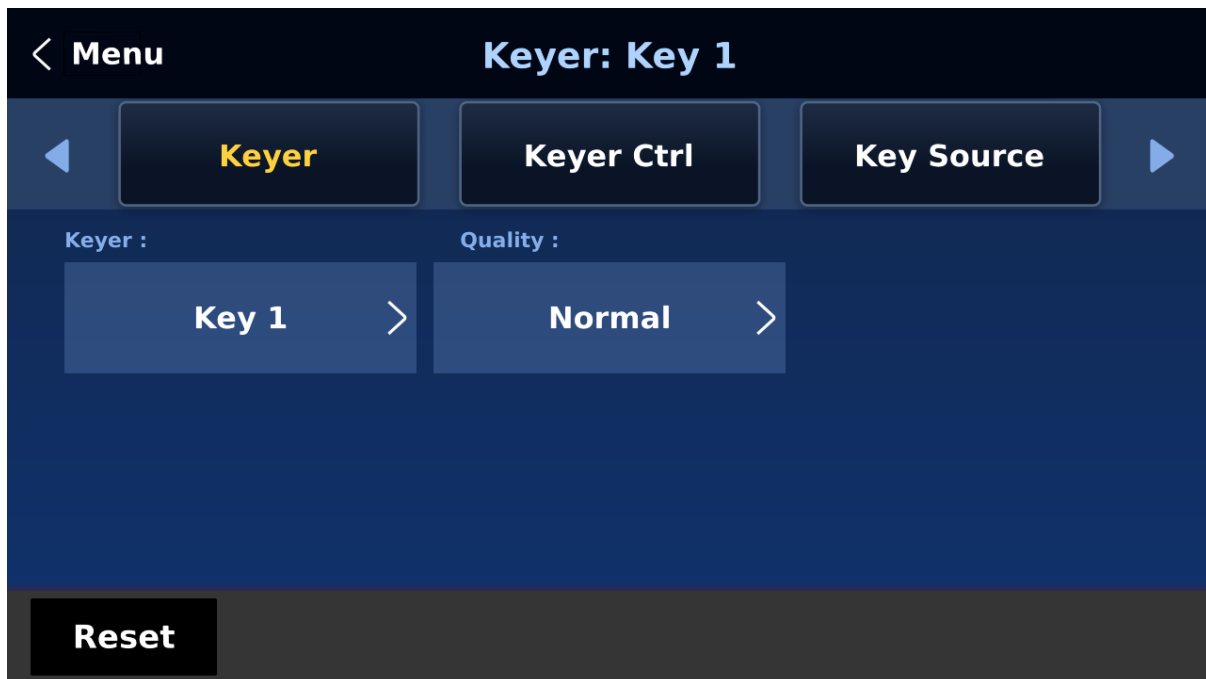 Menu
Keyer: Key 1
Keyer
Keyer Ctrl
Key Source
Keyer :
Quality :
Key 1
Normal
Reset